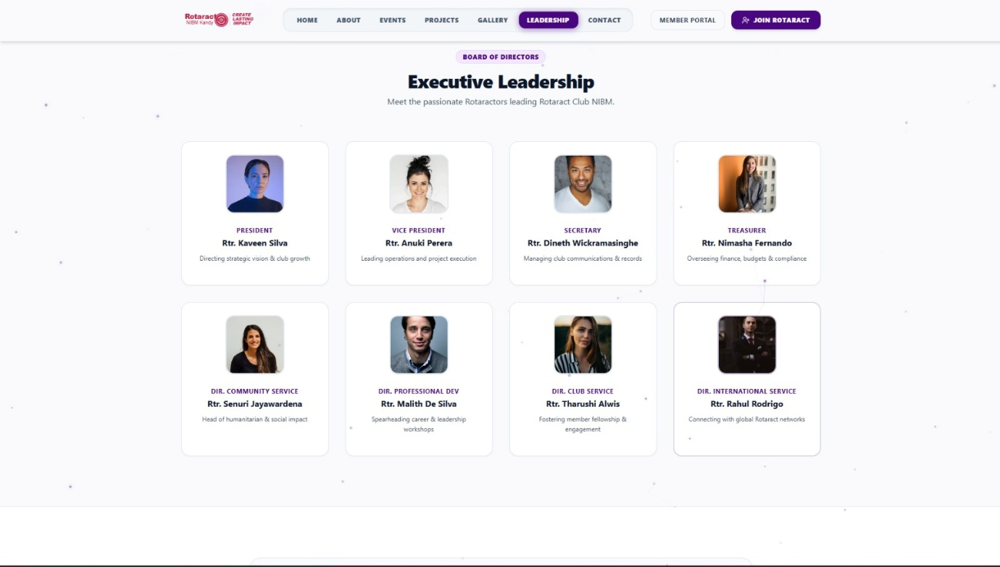 Rotaract
NIBM Kandy
CREATE
LASTING
IMPACT
HOME
ABOUT
EVENTS
PROJECTS
GALLERY
LEADERSHIP
CONTACT
MEMBER PORTAL
JOIN ROTARACT
BOARD OF DIRECTORS
Executive Leadership
Meet the passionate Rotaractors leading Rotaract Club NIBM.
PRESIDENT
Rtr. Kaveen Silva
Directing strategic vision & club growth
VICE PRESIDENT
Rtr. Anuki Perera
Leading operations and project execution
SECRETARY
Rtr. Dineth Wickramasinghe
Managing club communications & records
TREASURER
Rtr. Nimasha Fernando
Overseeing finance, budgets & compliance
DIR. COMMUNITY SERVICE
Rtr. Senuri Jayawardena
Head of humanitarian & social impact
DIR. PROFESSIONAL DEV
Rtr. Malith De Silva
Spearheading career & leadership
workshops
DIR. CLUB SERVICE
Rtr. Tharushi Alwis
Fostering member fellowship &
engagement
DIR. INTERNATIONAL SERVICE
Rtr. Rahul Rodrigo
Connecting with global Rotaract networks